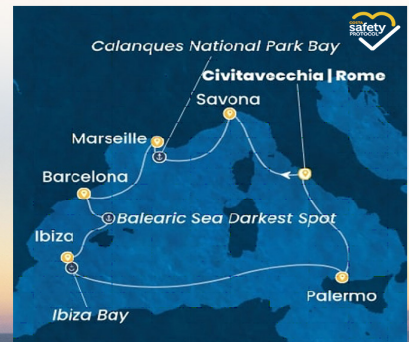 COSTA
safety
PROTOCOL
Calanques National Park Bay
Civitavecchia | Rome
Savona
Marseille
Barcelona
Balearic Sea Darkest Spot
Ibiza
Palermo
Ibiza Bay